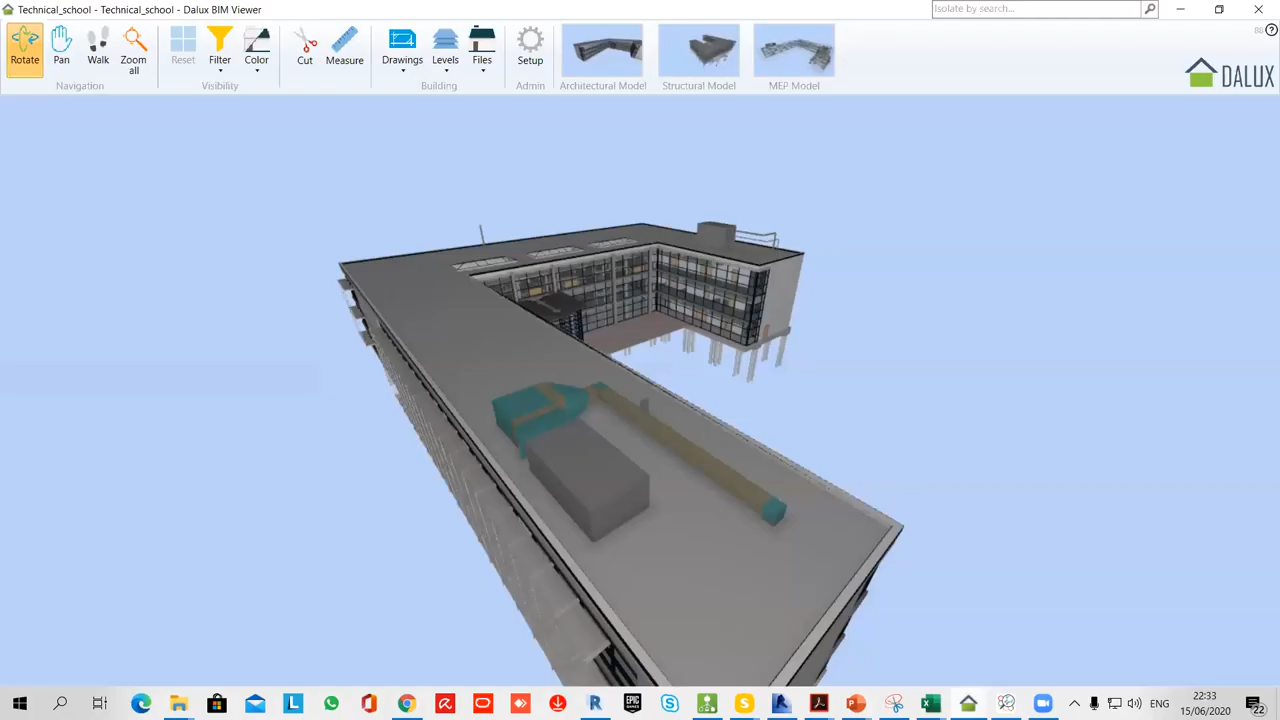 Technical_school - Technical_school - Dalux BIM Viewer
Isolate by search...
Rotate
Pan
Walk
Zoom
all
Reset
Filter
Color
Cut
Measure
Drawings
Levels
Files
Setup
Navigation
Visibility
Building
Admin
Architectural Model
Structural Model
MEP Model
DALUX
ENG
22:33
15/06/2020
22